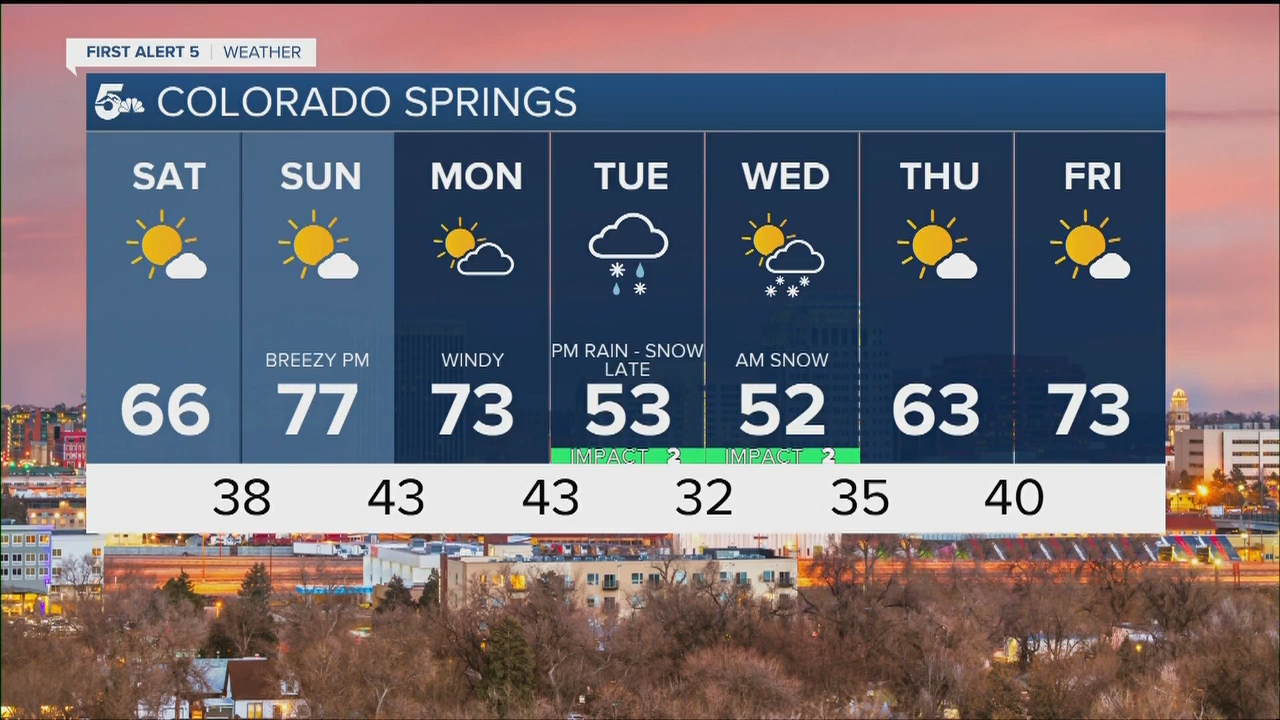 FIRST ALERT 5 | WEATHER
5 COLORADO SPRINGS
SAT SUN MON TUE WED THU FRI
BREEZY PM WINDY PM RAIN - SNOW LATE AM SNOW
66 77 73 53 52 63 73
IMPACT 2 IMPACT 2
38 43 43 32 35 40